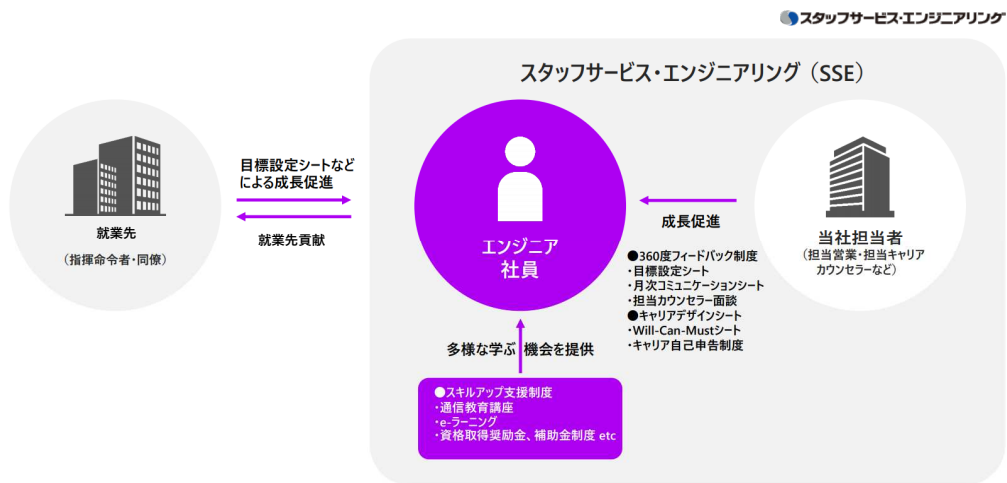 スタッフサービス・エンジニアリング
スタッフサービス・エンジニアリング（SSE）
目標設定シートなど
による成長促進
就業先貢献
就業先
（指揮命令者・同僚）
エンジニア
社員
成長促進
●360度フィードバック制度
・目標設定シート
・月次コミュニケーションシート
・担当カウンセラー面談
●キャリアデザインシート
・Will-Can-Mustシート
・キャリア自己申告制度
当社担当者
（担当営業・担当キャリア
カウンセラーなど）
多様な学ぶ 機会を提供
●スキルアップ支援制度
・通信教育講座
・e-ラーニング
・資格取得奨励金、補助金制度 etc